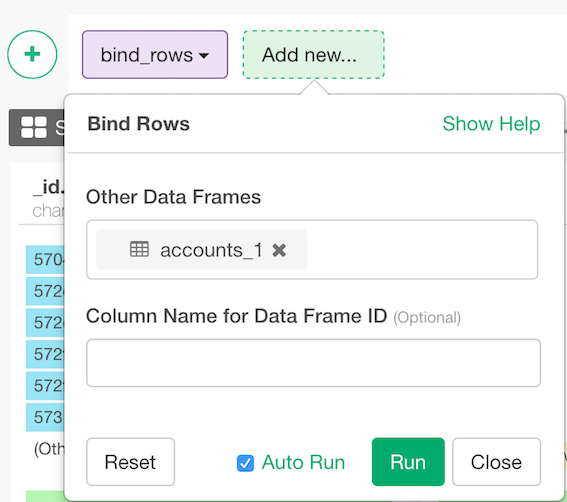 +
bind_rows Add new...
S
Bind Rows Show Help
_id.
char
Other Data Frames
accounts_1
Column Name for Data Frame ID (Optional)
570
572
572
572
572
573
(Oth
Reset Auto Run Run Close